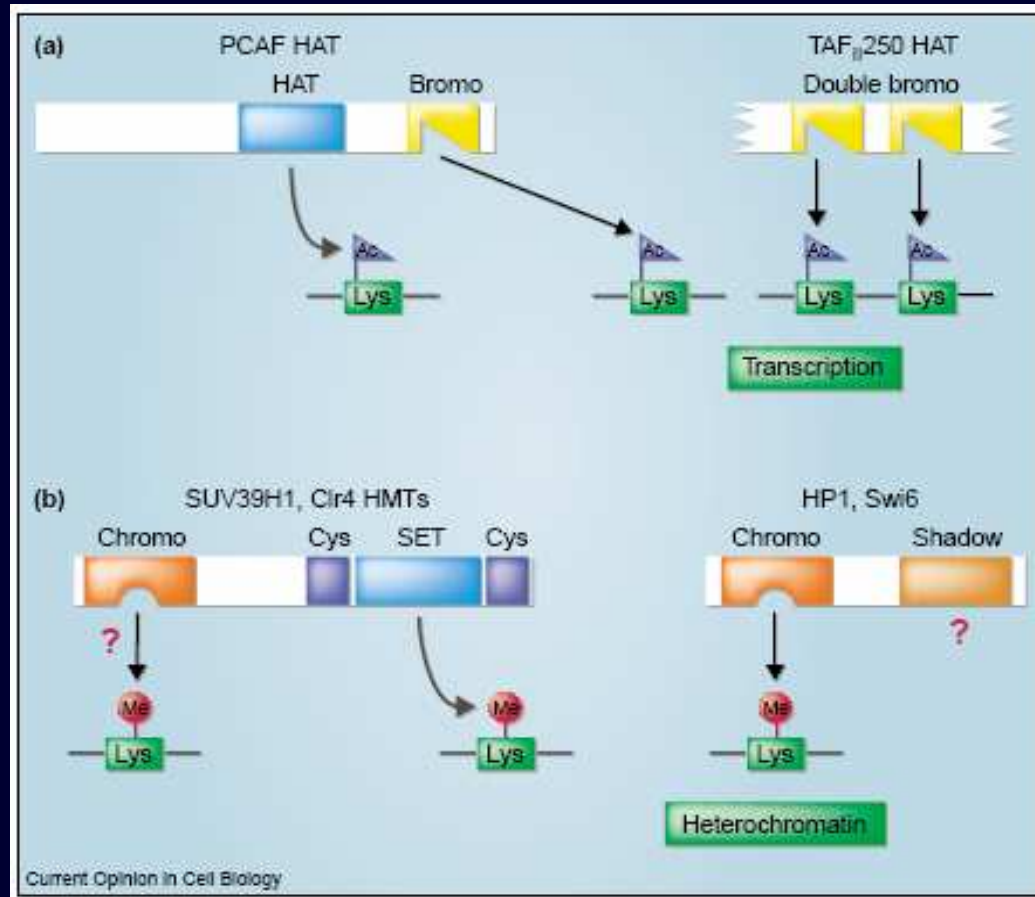 (a) PCAF HAT TAF_II250 HAT
HAT Bromo Double bromo
Ac Ac Ac Ac
Lys Lys Lys Lys
Transcription
(b) SUV39H1, Clr4 HMTs HP1, Swi6
Chromo Cys SET Cys Chromo Shadow
? ?
Me Me Me
Lys Lys Lys
Heterochromatin
Current Opinion in Cell Biology